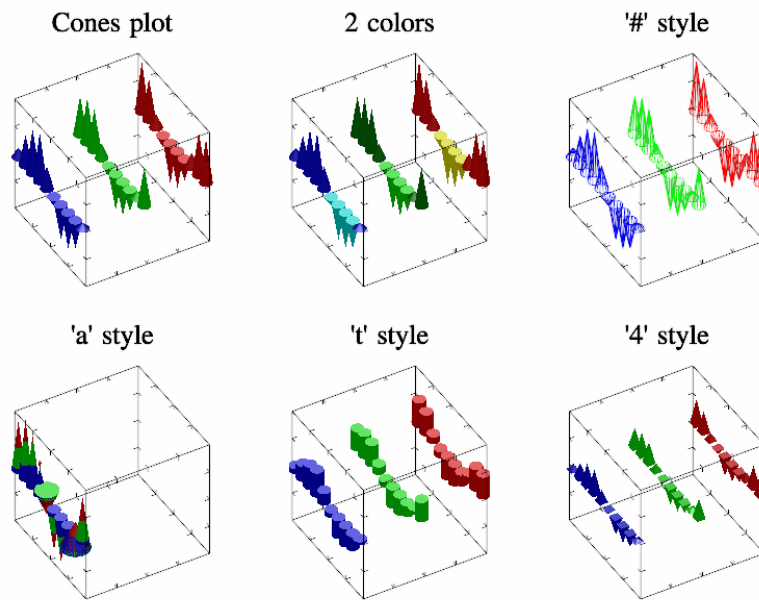 Cones plot
2 colors
'#' style
'a' style
't' style
'4' style